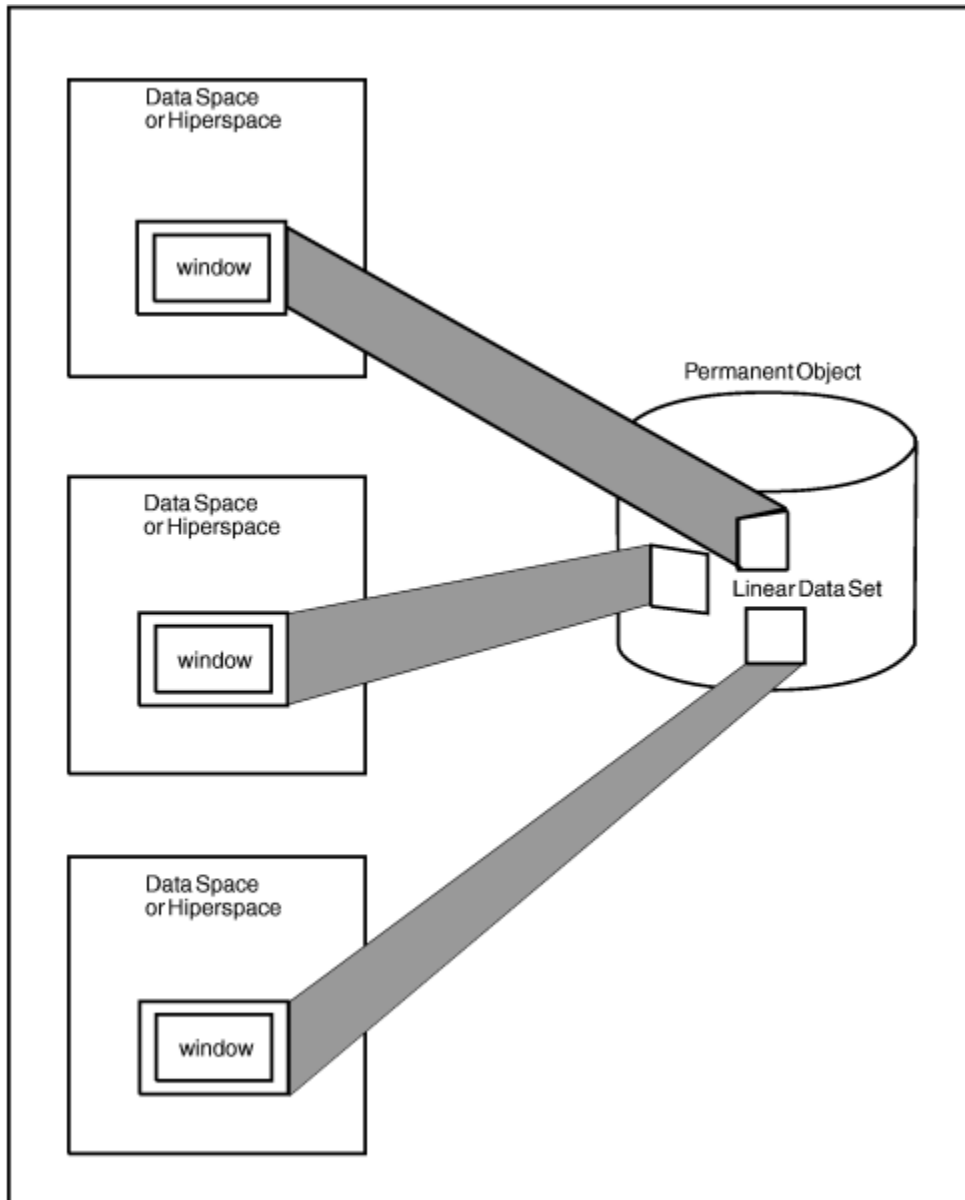 Data Space
or Hiperspace
window
Permanent Object
Data Space
or Hiperspace
Linear Data Set
window
Data Space
or Hiperspace
window